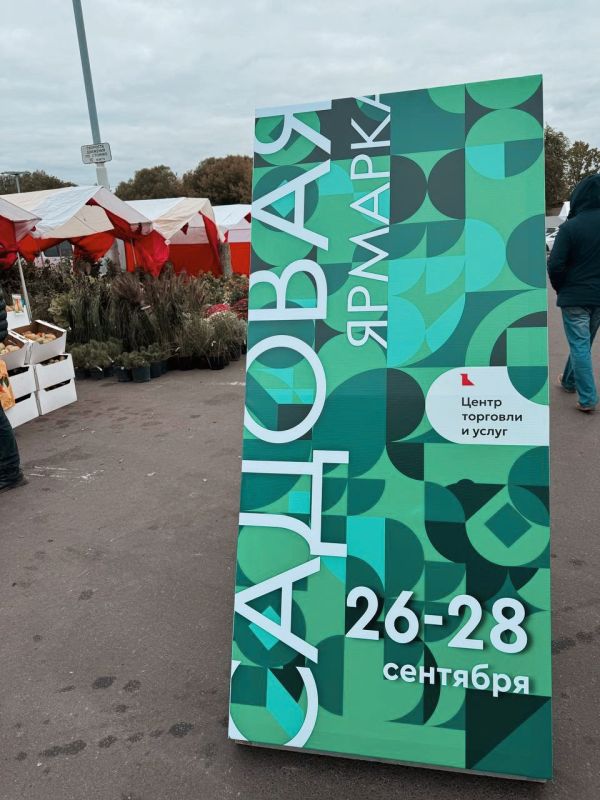 САДОВАЯ
ЯРМАРКА
Центр
торговли
и услуг
26-28
сентября